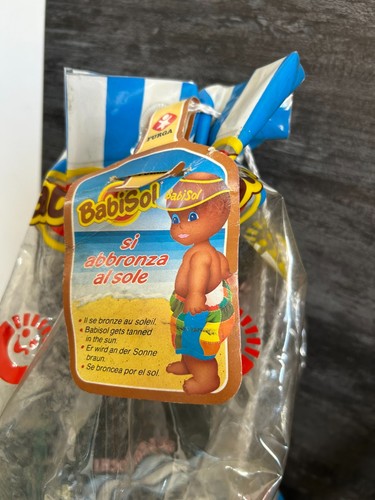 FURGA
BabiSol
BabiSol
si
abbronza
al sole
• Il se bronze au soleil.
• Babisol gets tanned
in the sun.
• Er wird an der Sonne
braun.
• Se broncea por el sol.